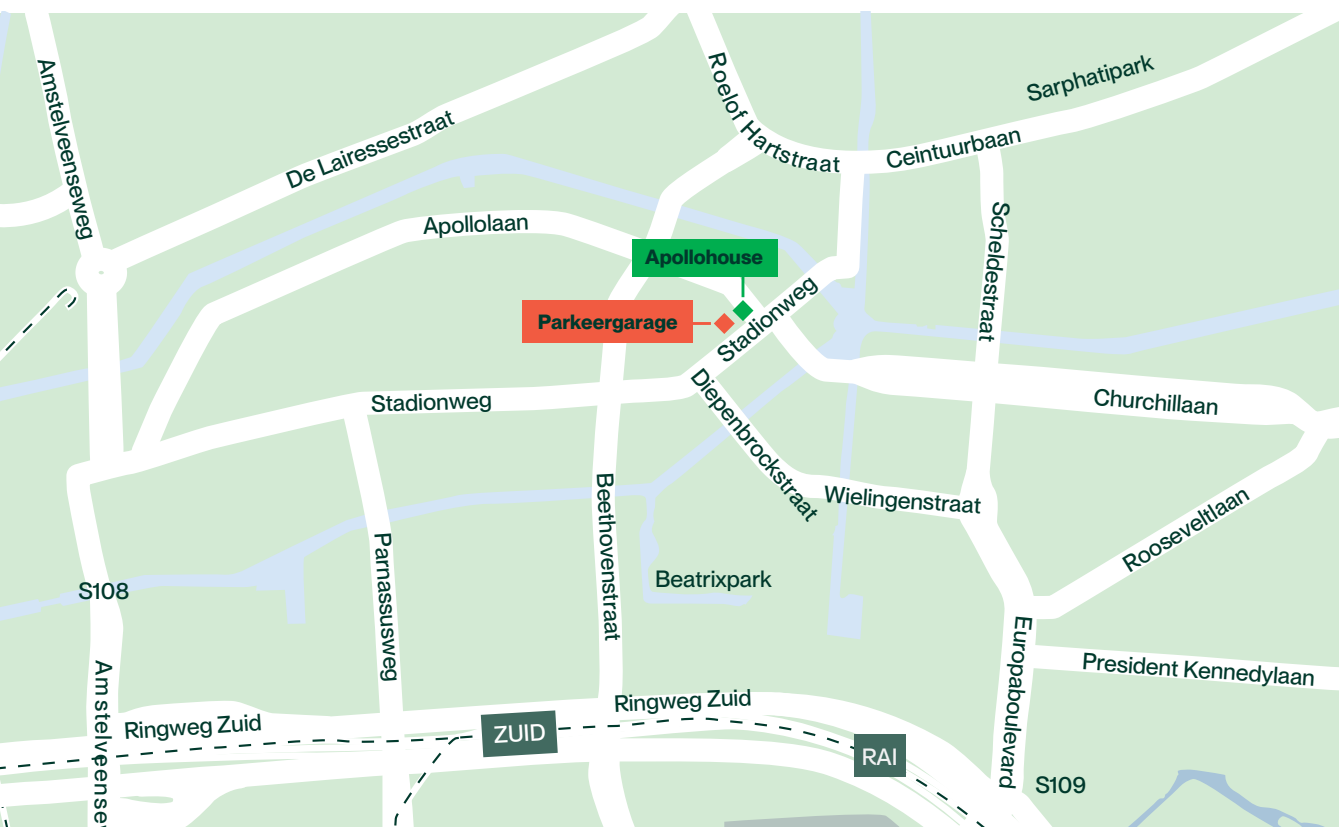 Amstelveenseweg
De Lairessestraat
Roelof Hartstraat
Sarphatipark
Ceintuurbaan
Apollolaan
Scheldestraat
Apollohouse
Parkeergarage
Stadionweg
Stadionweg
Diepenbrockstraat
Churchillaan
Beethovenstraat
Wielingenstraat
Rooseveltlaan
Parnassusweg
Beatrixpark
S108
Europaboulevard
President Kennedylaan
Amstelveensev
Ringweg Zuid
Ringweg Zuid
ZUID
RAI
S109